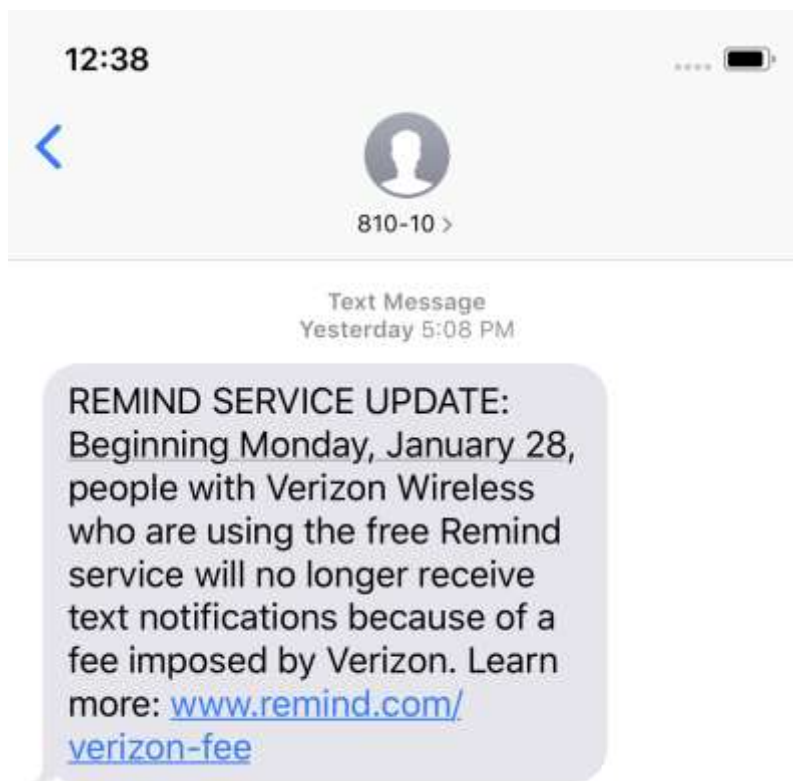 12:38
810-10 >
Text Message
Yesterday 5:08 PM
REMIND SERVICE UPDATE:
Beginning Monday, January 28,
people with Verizon Wireless
who are using the free Remind
service will no longer receive
text notifications because of a
fee imposed by Verizon. Learn
more: www.remind.com/
verizon-fee